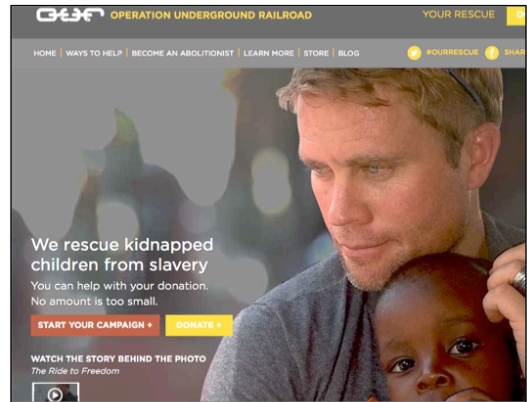 OPERATION UNDERGROUND RAILROAD
YOUR RESCUE
HOME | WAYS TO HELP | BECOME AN ABOLITIONIST | LEARN MORE | STORE | BLOG
#OURRESCUE
SHAR
We rescue kidnapped
children from slavery
You can help with your donation.
No amount is too small.
START YOUR CAMPAIGN +
DONATE +
WATCH THE STORY BEHIND THE PHOTO
The Ride to Freedom